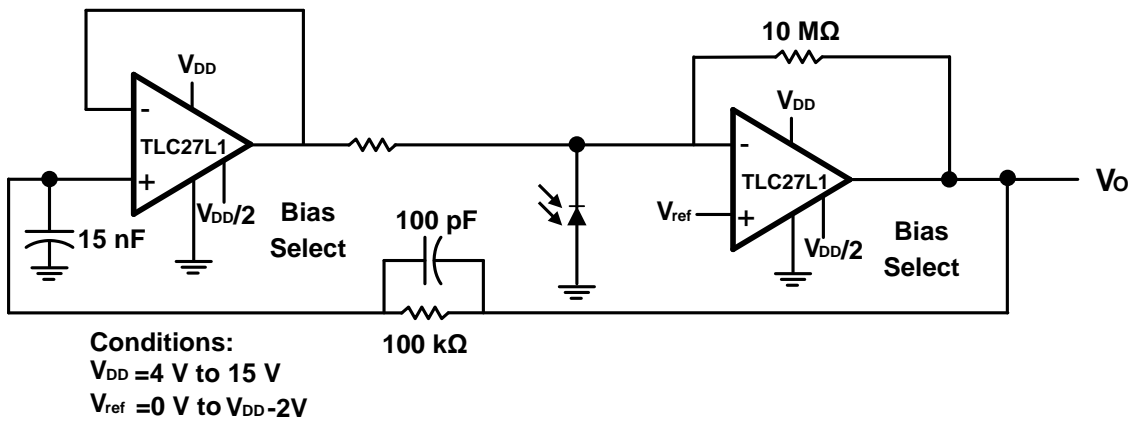 10 MΩ
VDD
-
TLC27L1
+
VDD/2
15 nF
Bias
Select
100 pF
100 kΩ
VDD
-
TLC27L1
Vref
+
VDD/2
Bias
Select
VO
Conditions:
VDD =4 V to 15 V
Vref =0 V to VDD-2V